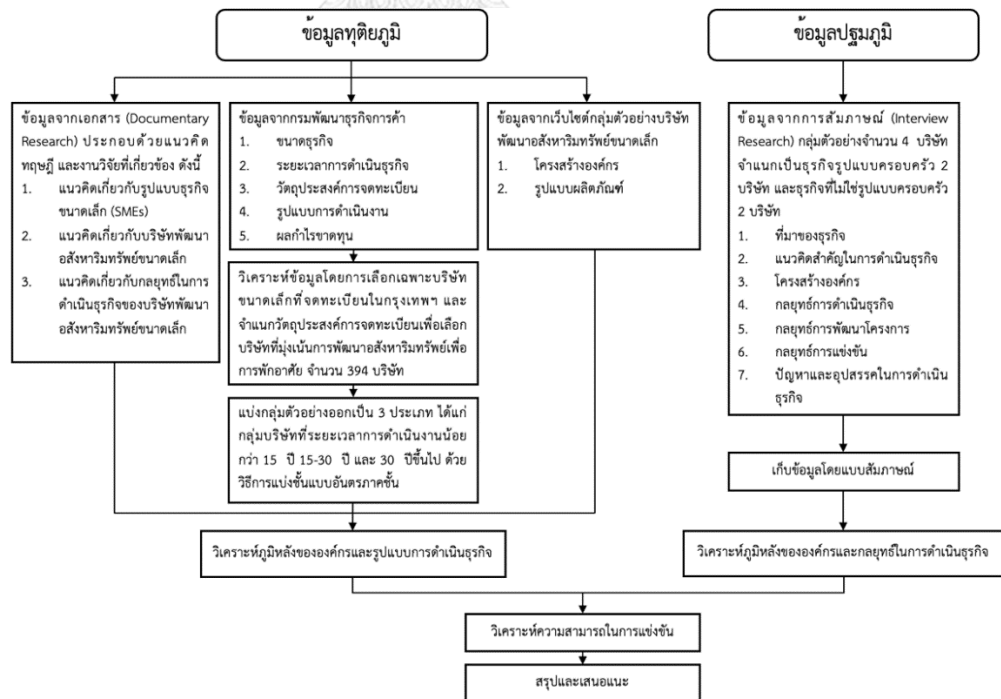 ข้อมูลทุติยภูมิ
ข้อมูลปฐมภูมิ
ข้อมูลจากเอกสาร (Documentary
Research) ประกอบด้วยแนวคิด
ทฤษฎี และงานวิจัยที่เกี่ยวข้อง ดังนี้
1. แนวคิดเกี่ยวกับรูปแบบธุรกิจ
ขนาดเล็ก (SMEs)
2. แนวคิดเกี่ยวกับบริษัทพัฒนา
อสังหาริมทรัพย์ขนาดเล็ก
3. แนวคิดเกี่ยวกับกลยุทธ์ในการ
ดำเนินธุรกิจของบริษัทพัฒนา
อสังหาริมทรัพย์ขนาดเล็ก
ข้อมูลจากกรมพัฒนาธุรกิจการค้า
1. ขนาดธุรกิจ
2. ระยะเวลาการดำเนินธุรกิจ
3. วัตถุประสงค์การจดทะเบียน
4. รูปแบบการดำเนินงาน
5. ผลกำไรขาดทุน
ข้อมูลจากเว็บไซต์กลุ่มตัวอย่างบริษัท
พัฒนาอสังหาริมทรัพย์ขนาดเล็ก
1. โครงสร้างองค์กร
2. รูปแบบผลิตภัณฑ์
ข้อมูลจากการสัมภาษณ์ (Interview
Research) กลุ่มตัวอย่างจำนวน 4 บริษัท
จำแนกเป็นธุรกิจรูปแบบครอบครัว 2
บริษัท และธุรกิจที่ไม่ใช่รูปแบบครอบครัว
2 บริษัท
1. ที่มาของธุรกิจ
2. แนวคิดสำคัญในการดำเนินธุรกิจ
3. โครงสร้างองค์กร
4. กลยุทธ์การดำเนินธุรกิจ
5. กลยุทธ์การพัฒนาโครงการ
6. กลยุทธ์การแข่งขัน
7. ปัญหาและอุปสรรคในการดำเนิน
ธุรกิจ
วิเคราะห์ข้อมูลโดยการเลือกเฉพาะบริษัท
ขนาดเล็กที่จดทะเบียนในกรุงเทพฯ และ
จำแนกวัตถุประสงค์การจดทะเบียนเพื่อเลือก
บริษัทที่มุ่งเน้นการพัฒนาอสังหาริมทรัพย์เพื่อ
การพักอาศัย จำนวน 394 บริษัท
แบ่งกลุ่มตัวอย่างออกเป็น 3 ประเภท ได้แก่
กลุ่มบริษัทที่ระยะเวลาการดำเนินงานน้อย
กว่า 15 ปี 15-30 ปี และ 30 ปีขึ้นไป ด้วย
วิธีการแบ่งชั้นแบบอันตรภาคชั้น
เก็บข้อมูลโดยแบบสัมภาษณ์
วิเคราะห์ภูมิหลังขององค์กรและรูปแบบการดำเนินธุรกิจ
วิเคราะห์ภูมิหลังขององค์กรและกลยุทธ์ในการดำเนินธุรกิจ
วิเคราะห์ความสามารถในการแข่งขัน
สรุปและเสนอแนะ